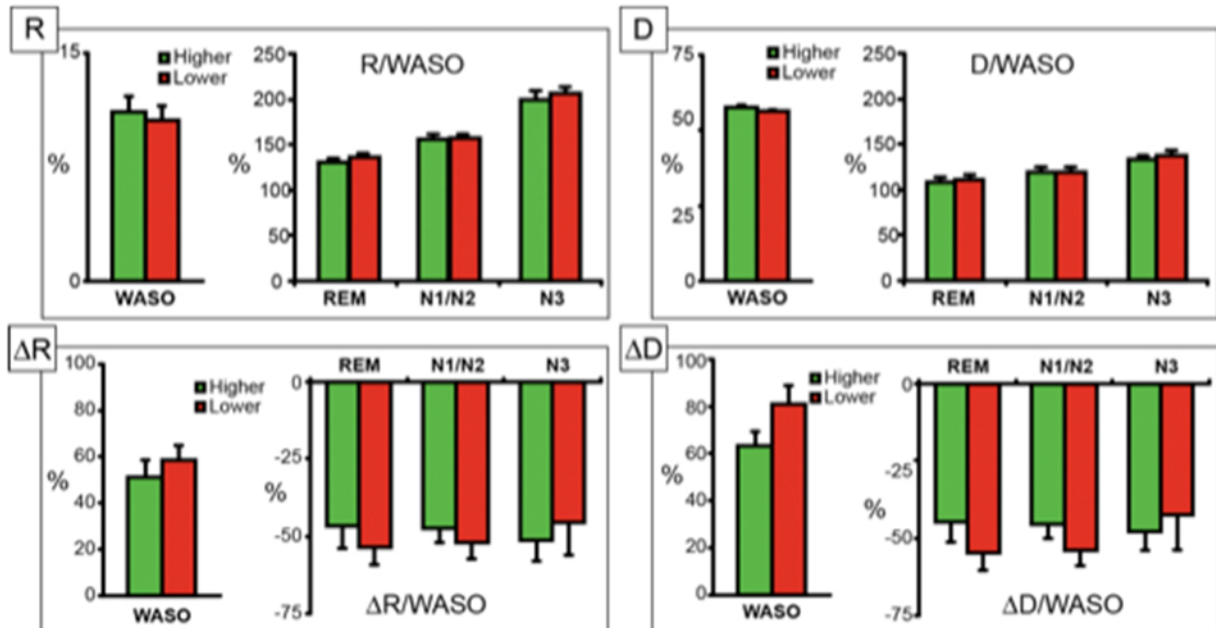 R
15
0
%
Higher
Lower
WASO
R/WASO
250
200
150
100
50
0
%
REM N1/N2 N3
D
75
50
25
0
%
Higher
Lower
WASO
D/WASO
250
200
150
100
50
0
%
REM N1/N2 N3
ΔR
100
80
60
40
20
0
%
Higher
Lower
WASO
REM N1/N2 N3
0
-25
-50
-75
%
ΔR/WASO
ΔD
100
80
60
40
20
0
%
Higher
Lower
WASO
REM N1/N2 N3
0
-25
-50
-75
%
ΔD/WASO